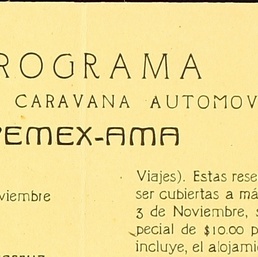 ROGRAMA
CARAVANA AUTOMOV
PEMEX-AMA
Viajes). Estas rese
viembre
ser cubiertas a má
3 de Noviembre, s
pecial de $10.00 p
incluye, el alojami